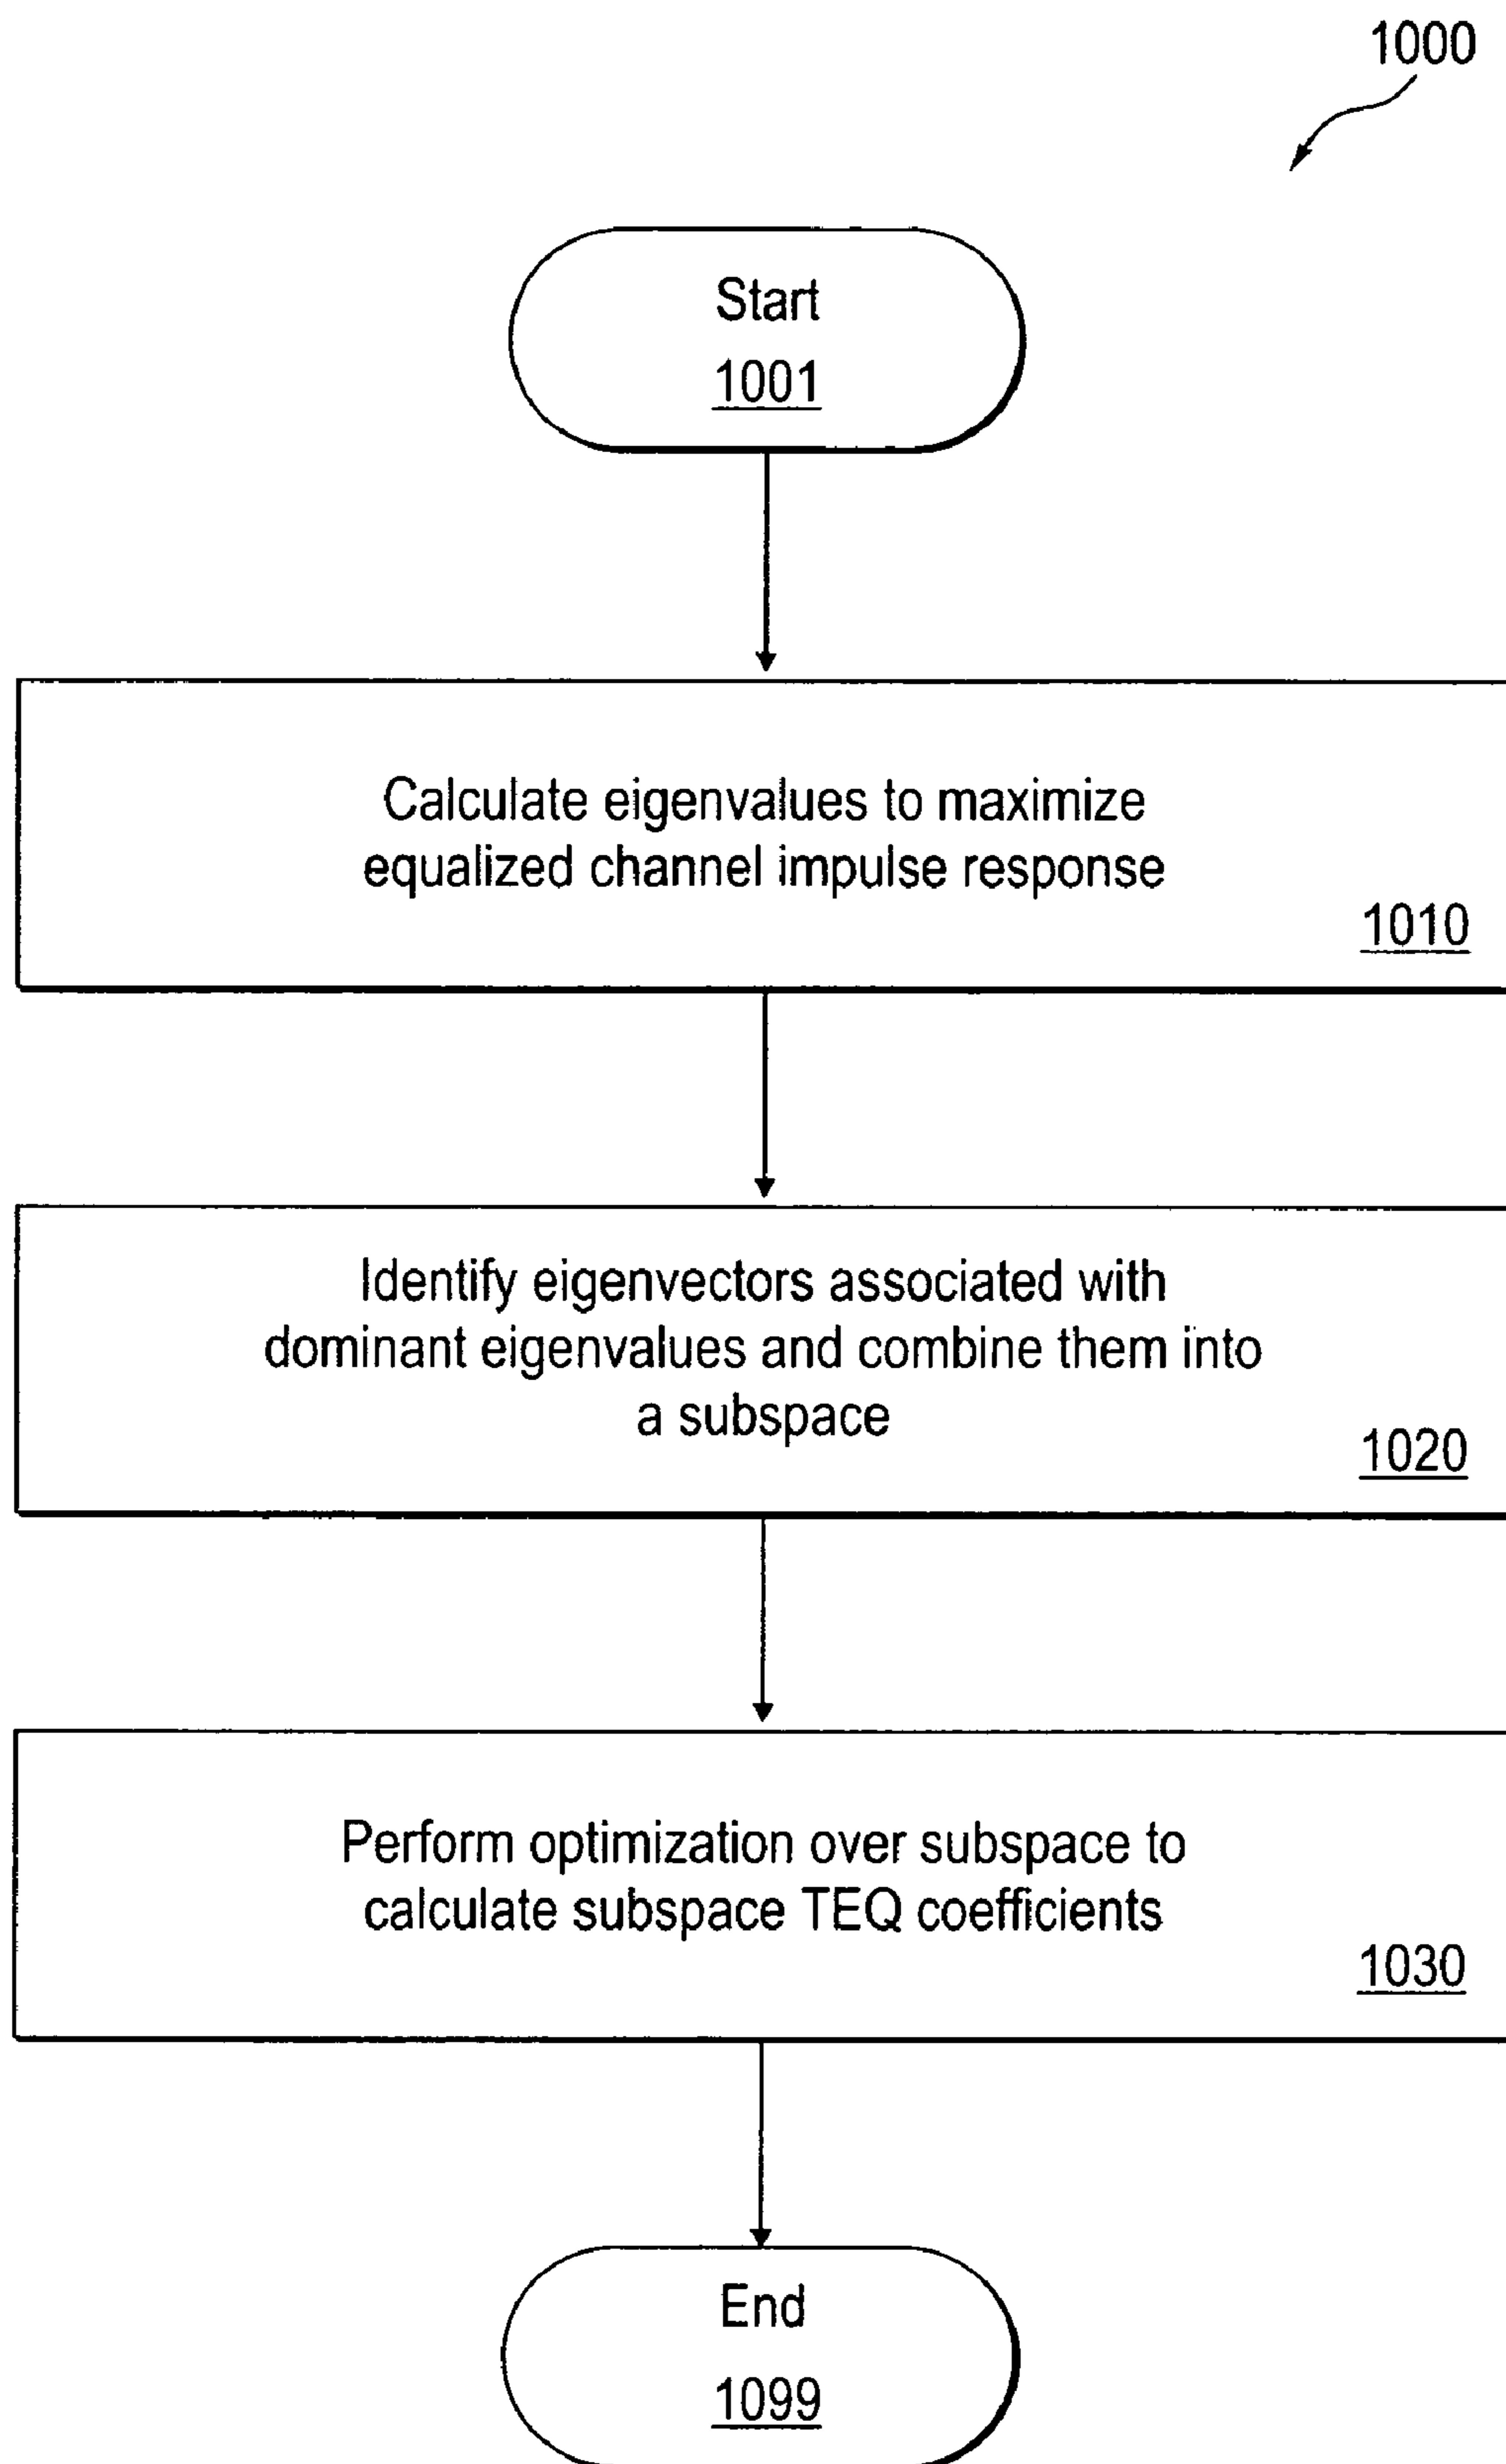 1000
Start
1001
Calculate eigenvalues to maximize
equalized channel impulse response
1010
Identify eigenvectors associated with
dominant eigenvalues and combine them into
a subspace
1020
Perform optimization over subspace to
calculate subspace TEQ coefficients
1030
End
1099